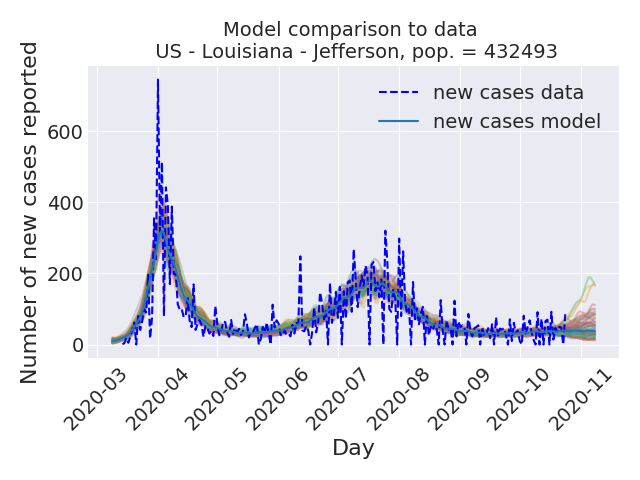 Model comparison to data
US - Louisiana - Jefferson, pop. = 432493
new cases data
new cases model
Number of new cases reported
600
400
200
0
2020-03
2020-04
2020-05
2020-06
2020-07
2020-08
2020-09
2020-10
2020-11
Day